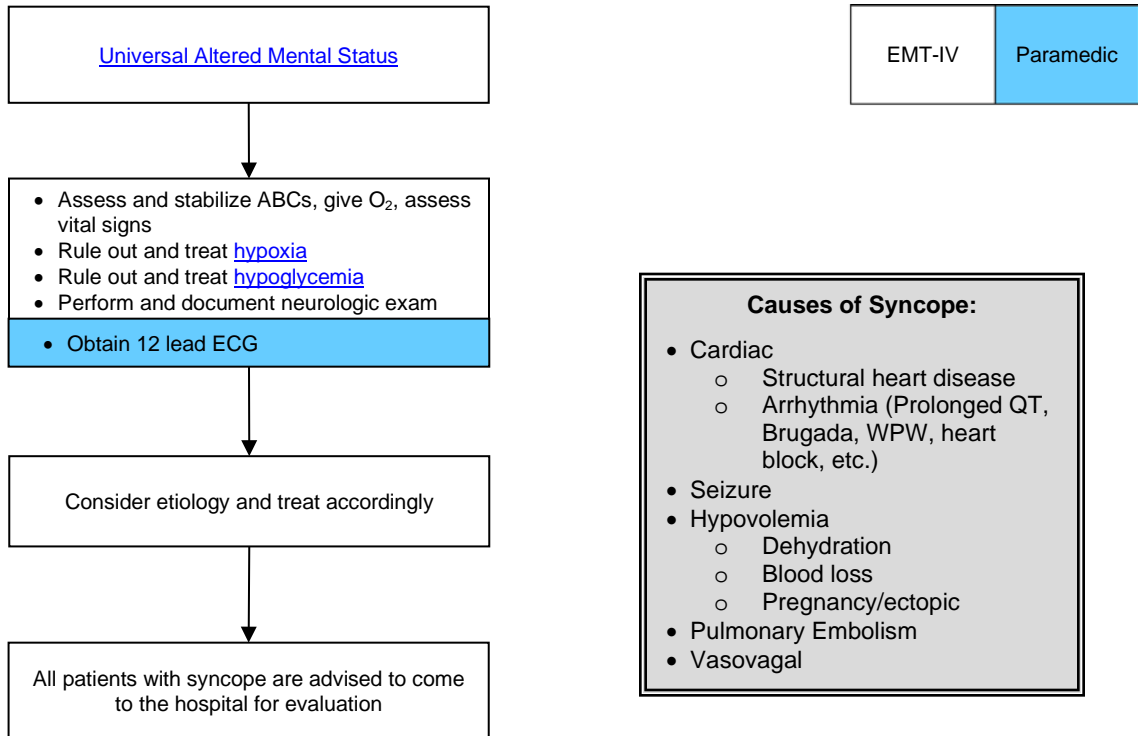 Universal Altered Mental Status
EMT-IV
Paramedic
• Assess and stabilize ABCs, give O₂, assess
vital signs
• Rule out and treat hypoxia
• Rule out and treat hypoglycemia
• Perform and document neurologic exam
• Obtain 12 lead ECG
Consider etiology and treat accordingly
All patients with syncope are advised to come
to the hospital for evaluation
Causes of Syncope:
• Cardiac
o Structural heart disease
o Arrhythmia (Prolonged QT,
Brugada, WPW, heart
block, etc.)
• Seizure
• Hypovolemia
o Dehydration
o Blood loss
o Pregnancy/ectopic
• Pulmonary Embolism
• Vasovagal